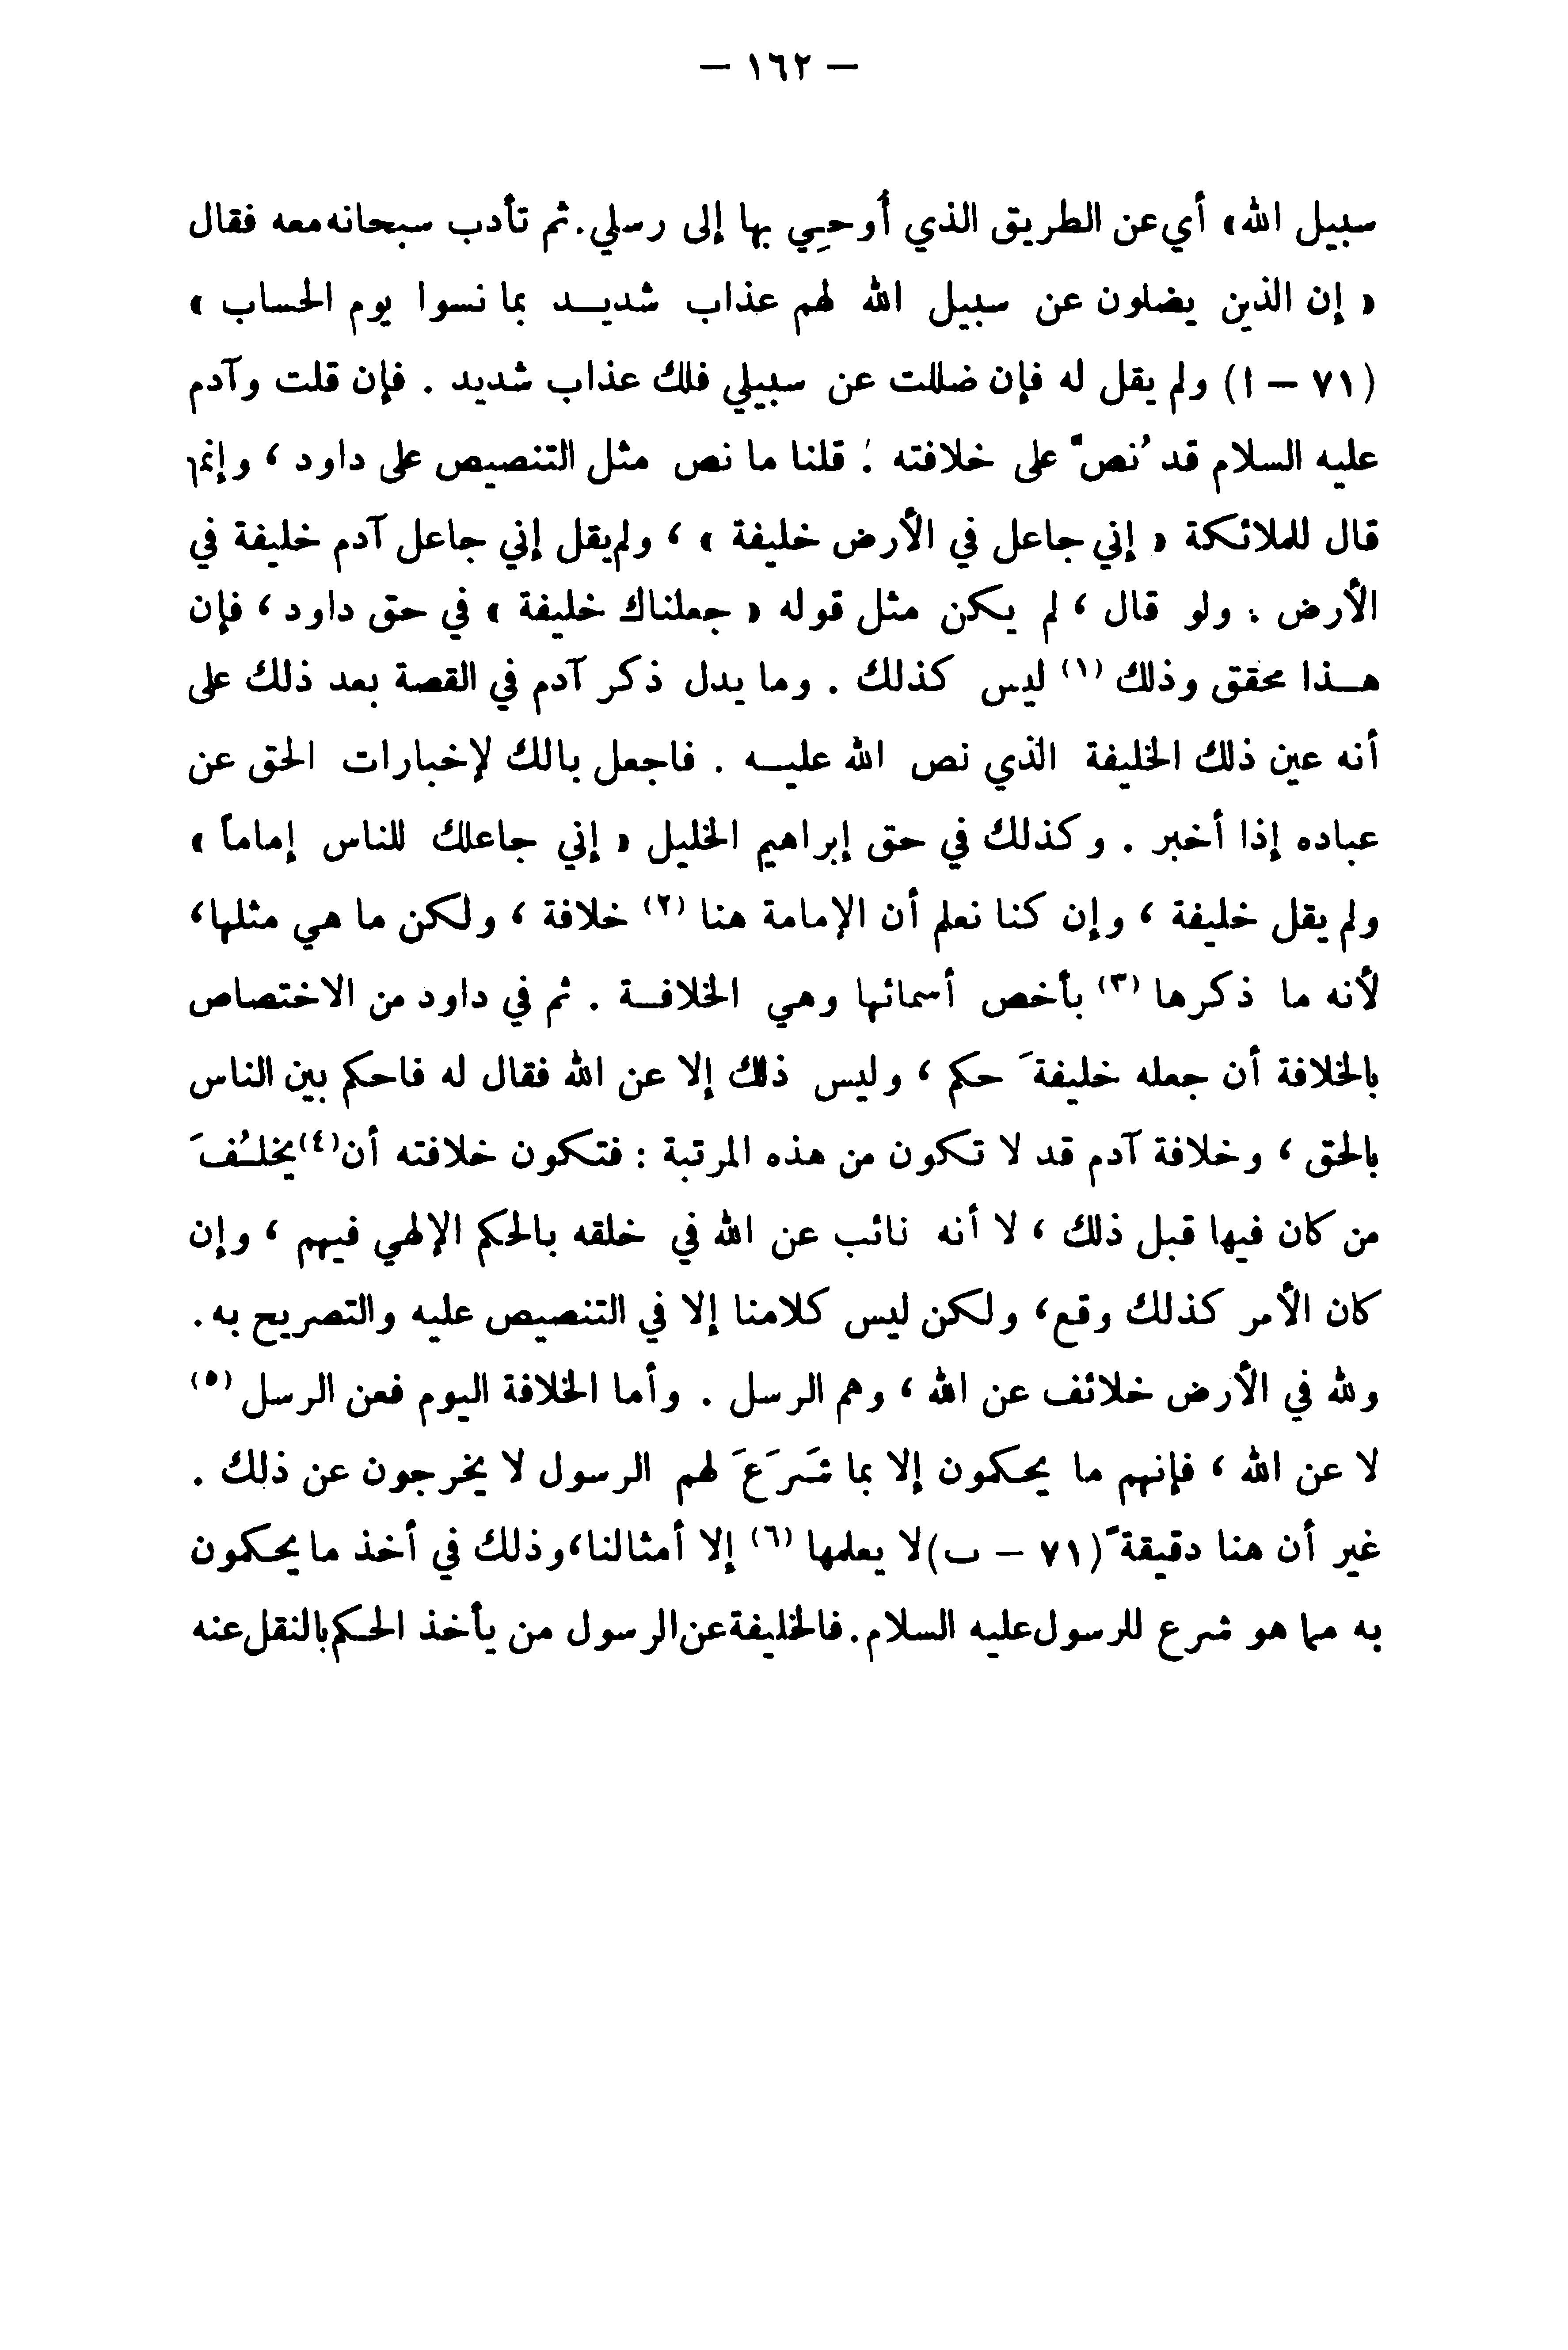 — ١٦٢ —
سبيل الله» أي عن الطريق الذي أُوحِي بها إلى رسلي. ثم تأدب سبحانه معه فقال
« إن الذين يضلون عن سبيل الله لهم عذاب شديــد بما نسوا يوم الحساب »
(٧١ – ا) ولم يقل له فإن ضللت عن سبيلي فلك عذاب شديد . فإن قلت وآدم
عليه السلام قد نُصّ على خلافته ؛ قلنا ما نص مثل التنصيص على داود ، وإنما
قال للملائكة « إني جاعل في الأرض خليفة » ، ولم يقل إني جاعل آدم خليفة في
الأرض . ولو قال ، لم يكن مثل قوله « جعلناك خليفة » في حق داود ، فإن
هــذا محقق وذلك (١) ليس كذلك . وما يدل ذكر آدم في القصة بعد ذلك على
أنه عين ذلك الخليفة الذي نص الله عليــه . فاجعل بالك لإخبارات الحق عن
عباده إذا أخبر . وكذلك في حق إبراهيم الخليل « إني جاعلك للناس إماماً »
ولم يقل خليفة ، وإن كنا نعلم أن الإمامة هنا (٢) خلافة ، ولكن ما هي مثلها،
لأنه ما ذكرها (٣) بأخص أسمائها وهي الخلافــة . ثم في داود من الاختصاص
بالخلافة أن جعله خليفةَ حكم ، وليس ذلك إلا عن الله فقال له فاحكم بين الناس
بالحق ، وخلافة آدم قد لا تكون من هذه المرتبة : فتكون خلافته أن(٤) يخلُفَ
من كان فيها قبل ذلك ، لا أنه نائب عن الله في خلقه بالحكم الإلهي فيهم ، وإن
كان الأمر كذلك وقع، ولكن ليس كلامنا إلا في التنصيص عليه والتصريح به.
ولله في الأرض خلائف عن الله ، وهم الرسل . وأما الخلافة اليوم فعن الرسل (٥)
لا عن الله ، فإنهم ما يحكمون إلا بما شَرَعَ لهم الرسول لا يخرجون عن ذلك .
غير أن هنا دقيقةً (٧١ – ب) لا يعلمها (٦) إلا أمثالنا،وذلك في أخذ ما يحكمون
به مما هو شرع للرسول عليه السلام. فالخليفة عن الرسول من يأخذ الحكم بالنقل عنه